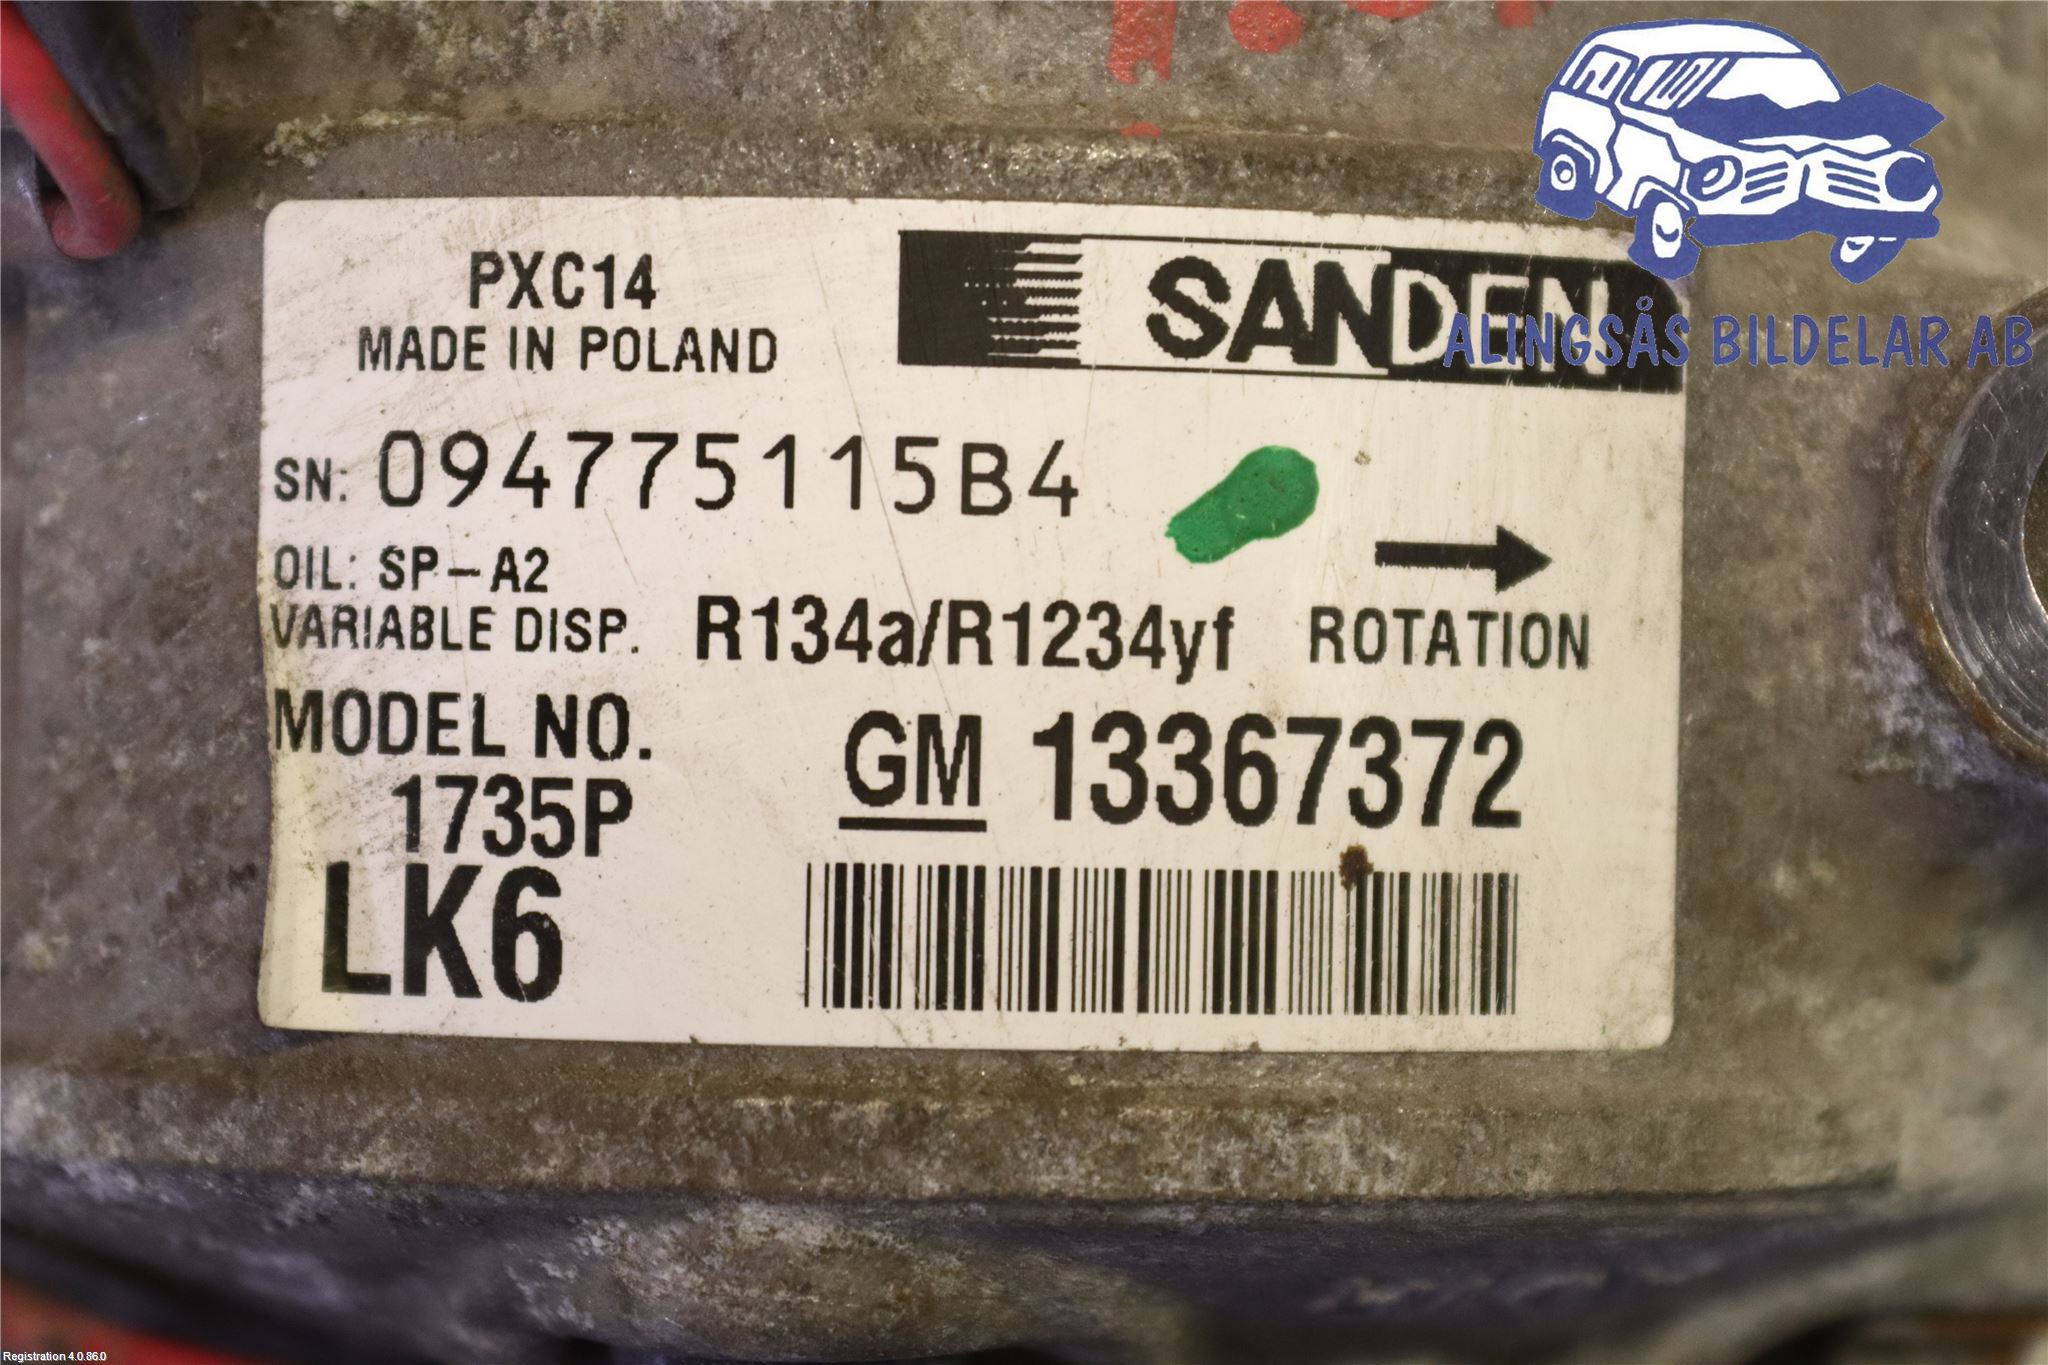 PXC14
MADE IN POLAND
SANDEN
ALINGSÅS BILDELAR AB
SN: 094775115B4
OIL: SP-A2
VARIABLE DISP. R134a/R1234yf ROTATION
MODEL NO.
1735P
GM 13367372
LK6
Registration 4.0.86.0